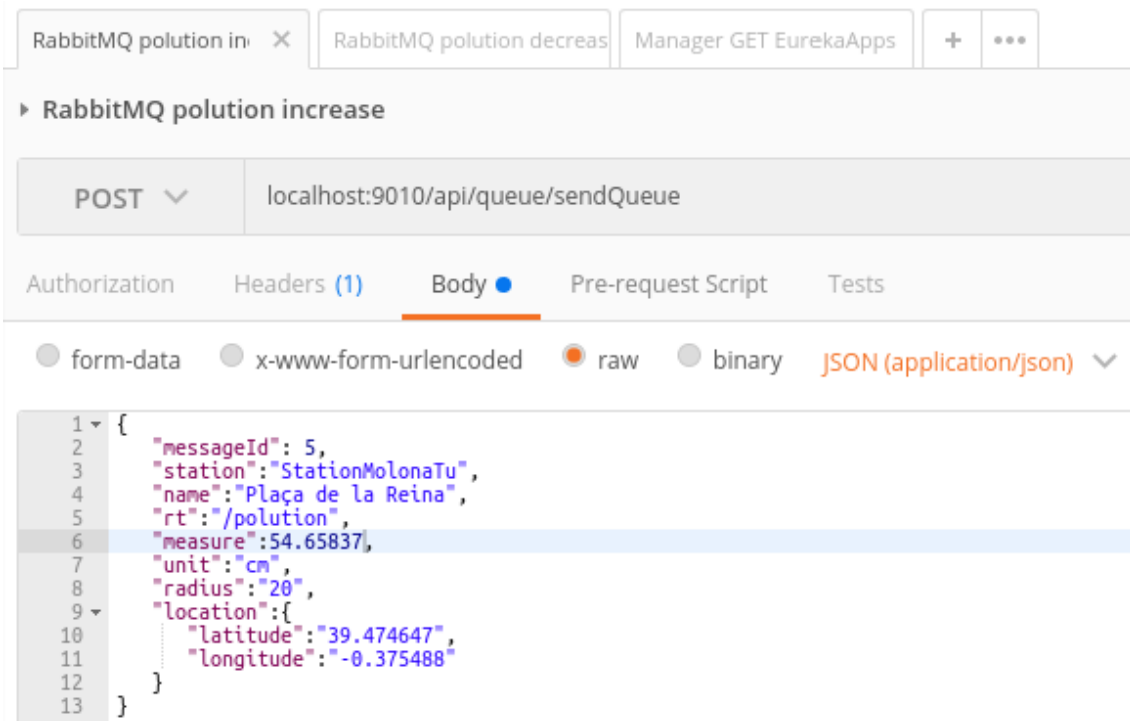 RabbitMQ polution in RabbitMQ polution decreas Manager GET EurekaApps
RabbitMQ polution increase
POST localhost:9010/api/queue/sendQueue
Authorization Headers (1) Body Pre-request Script Tests
form-data x-www-form-urlencoded raw binary JSON (application/json)
1 {
2 "messageId": 5,
3 "station":"StationMolonaTu",
4 "name":"Plaça de la Reina",
5 "rt":"/polution",
6 "measure":54.65837,
7 "unit":"cm",
8 "radius":"20",
9 "location":{
10 "latitude":"39.474647",
11 "longitude":"-0.375488"
12 }
13 }